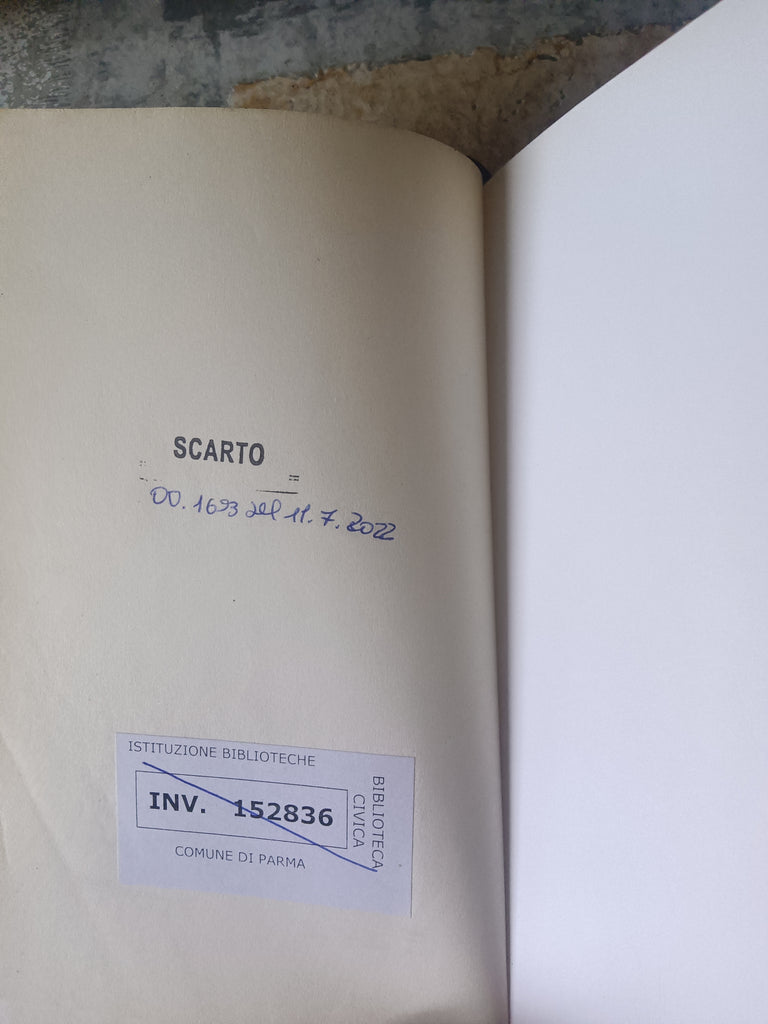 SCARTO
DD. 1693 del 11.7.2022
ISTITUZIONE BIBLIOTECHE
INV. 152836
COMUNE DI PARMA
BIBLIOTECA
CIVICA